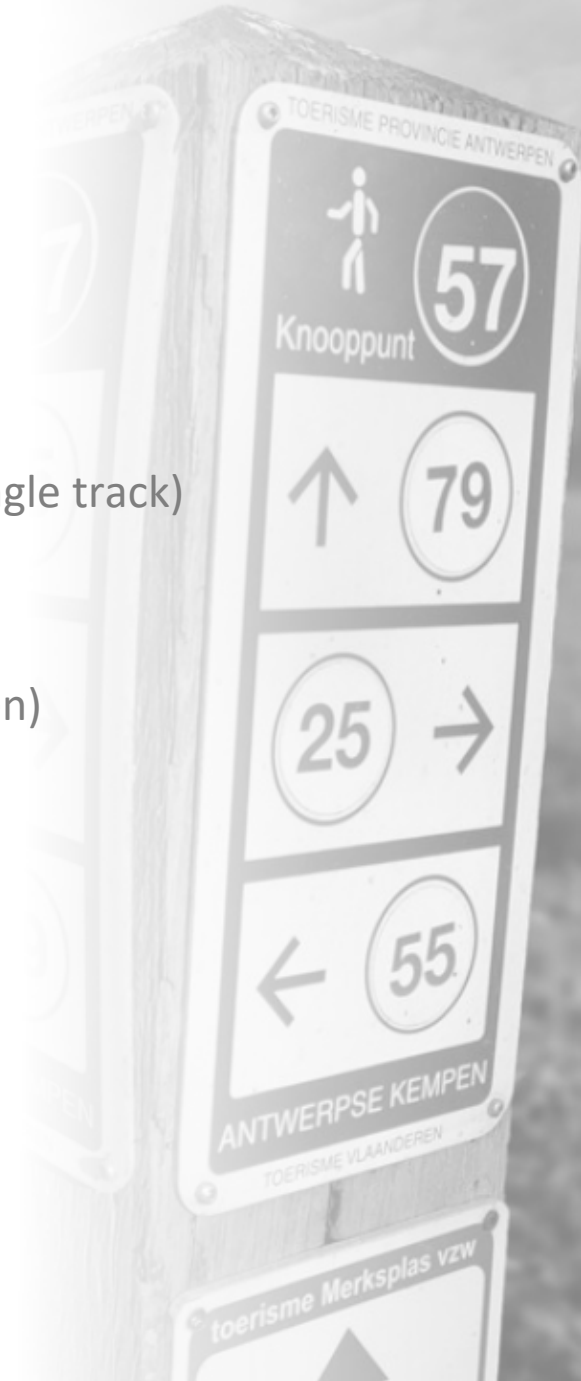 TOERISME PROVINCIE ANTWERPEN
57
Knooppunt
gle track)
79
n)
25
55
ANTWERPSE KEMPEN
TOERISME VLAANDEREN
toerisme Merksplas vzw